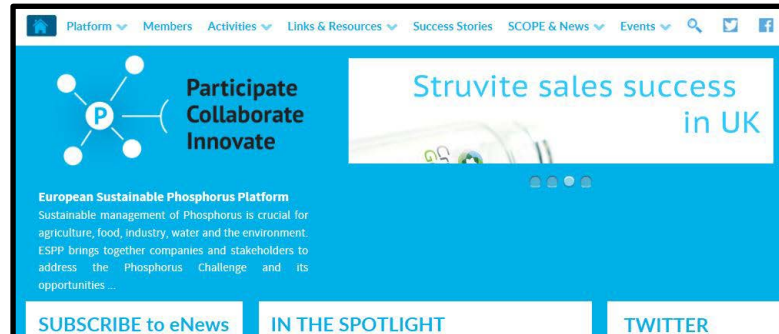 Platform Members Activities Links & Resources Success Stories SCOPE & News Events
P
Participate
Collaborate
Innovate
Struvite sales success
in UK
European Sustainable Phosphorus Platform
Sustainable management of Phosphorus is crucial for
agriculture, food, industry, water and the environment.
ESPP brings together companies and stakeholders to
address the Phosphorus Challenge and its
opportunities ...
SUBSCRIBE to eNews
IN THE SPOTLIGHT
TWITTER